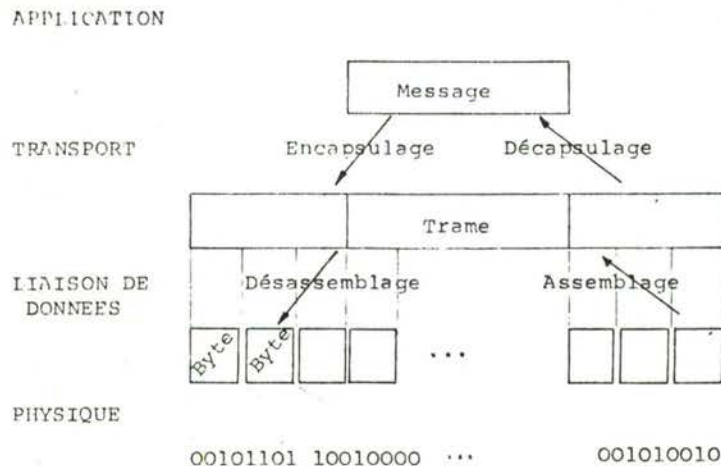 APPLICATION
Message
TRANSPORT
Encapsulage
Décapsulage
Trame
LIAISON DE
DONNEES
Désassemblage
Assemblage
Byte
Byte
...
PHYSIQUE
00101101 10010000 ... 001010010